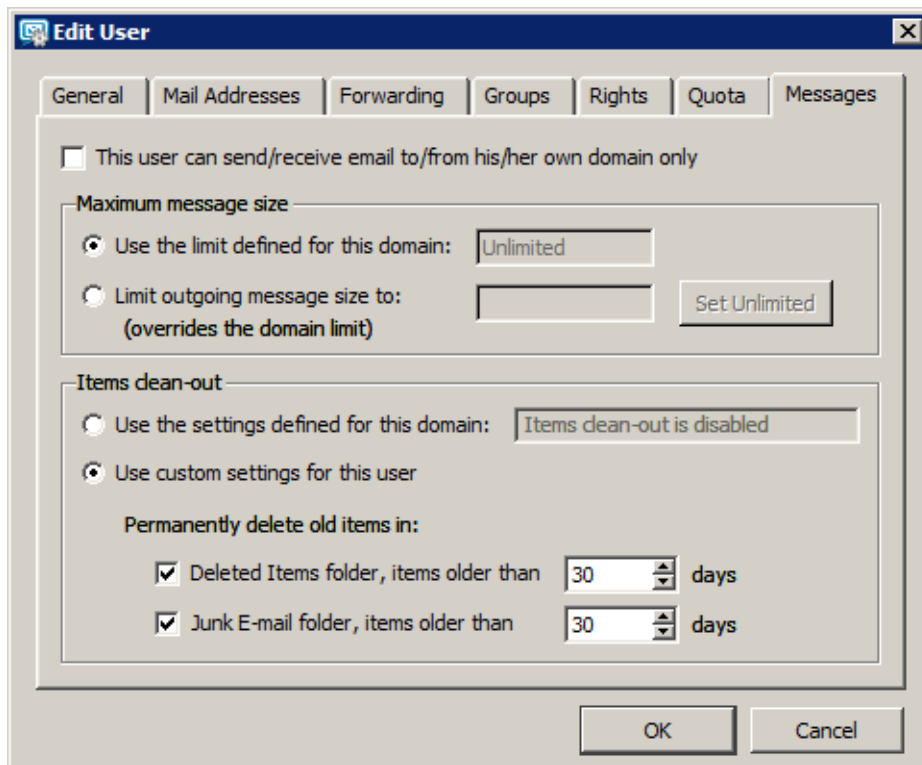 Edit User
General Mail Addresses Forwarding Groups Rights Quota Messages
This user can send/receive email to/from his/her own domain only
Maximum message size
Use the limit defined for this domain: Unlimited
Limit outgoing message size to: Set Unlimited
(overrides the domain limit)
Items clean-out
Use the settings defined for this domain: Items clean-out is disabled
Use custom settings for this user
Permanently delete old items in:
Deleted Items folder, items older than 30 days
Junk E-mail folder, items older than 30 days
OK Cancel